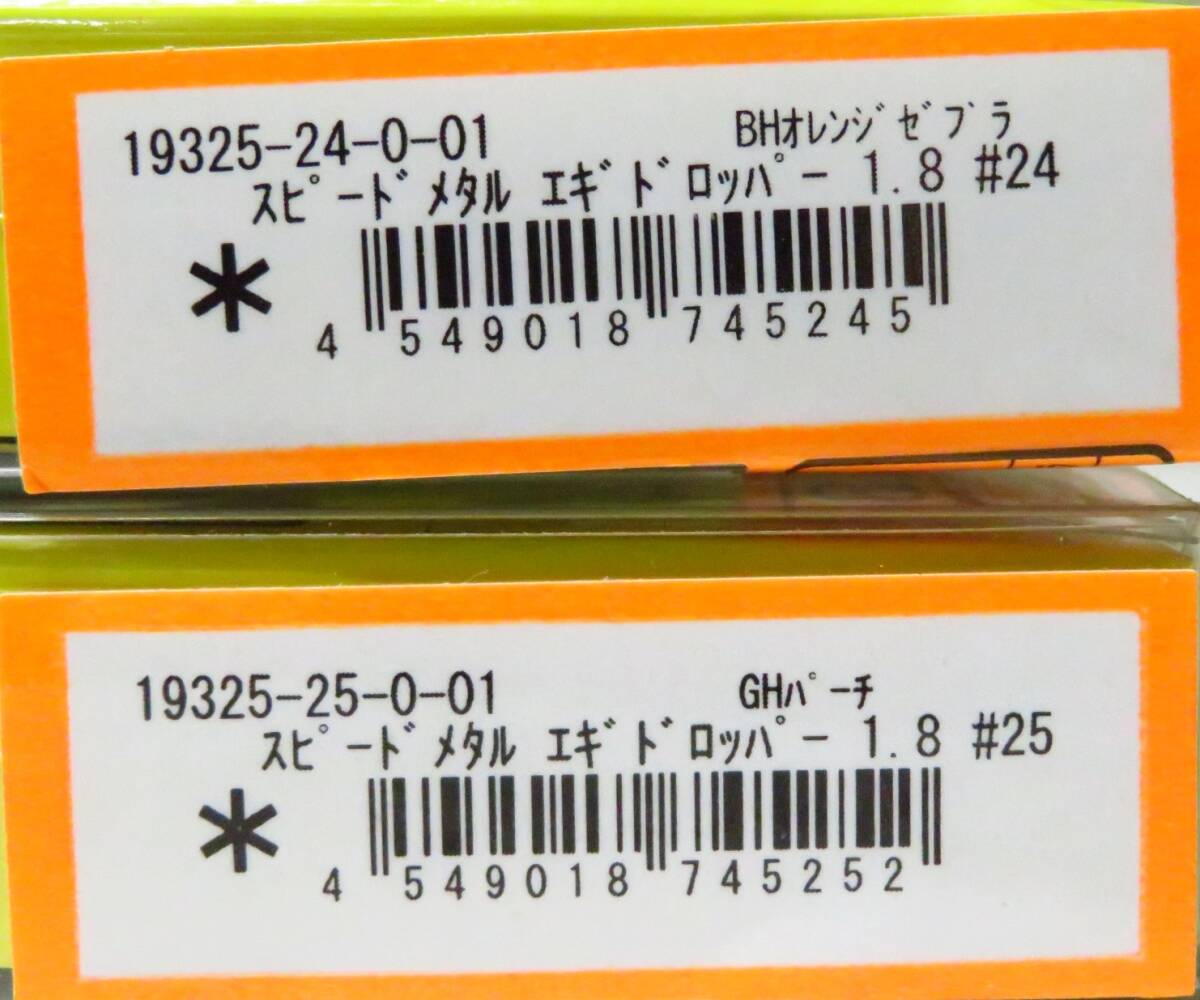 19325-24-0-01 BHｵﾚﾝｼﾞｾﾞﾌﾞﾗ
ｽﾋﾟｰﾄﾞﾒﾀﾙ ｴｷﾞﾄﾞﾛｯﾊﾟｰ 1.8 #24
*
4 549018 745245
19325-25-0-01 GHﾊﾟｰﾁ
ｽﾋﾟｰﾄﾞﾒﾀﾙ ｴｷﾞﾄﾞﾛｯﾊﾟｰ 1.8 #25
*
4 549018 745252